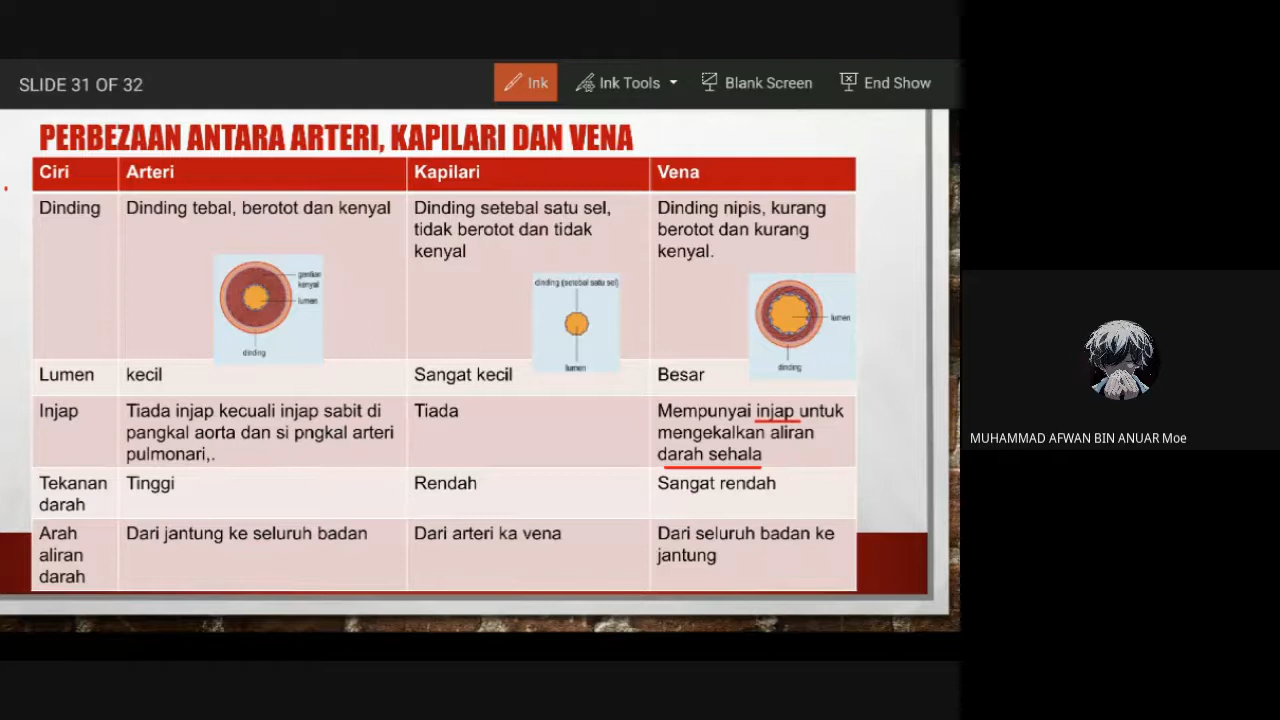 SLIDE 31 OF 32
Ink
Ink Tools
Blank Screen
End Show
PERBEZAAN ANTARA ARTERI, KAPILARI DAN VENA
Ciri
Arteri
Kapilari
Vena
Dinding
Dinding tebal, berotot dan kenyal
gentian
kenyal
lumen
dinding
Dinding setebal satu sel,
tidak berotot dan tidak
kenyal
dinding (setebal satu sel)
lumen
Dinding nipis, kurang
berotot dan kurang
kenyal.
lumen
dinding
Lumen
kecil
Sangat kecil
Besar
Injap
Tiada injap kecuali injap sabit di
pangkal aorta dan si pngkal arteri
pulmonari,.
Tiada
Mempunyai injap untuk
mengekalkan aliran
darah sehala
Tekanan
darah
Tinggi
Rendah
Sangat rendah
Arah
aliran
darah
Dari jantung ke seluruh badan
Dari arteri ka vena
Dari seluruh badan ke
jantung
MUHAMMAD AFWAN BIN ANUAR Moe